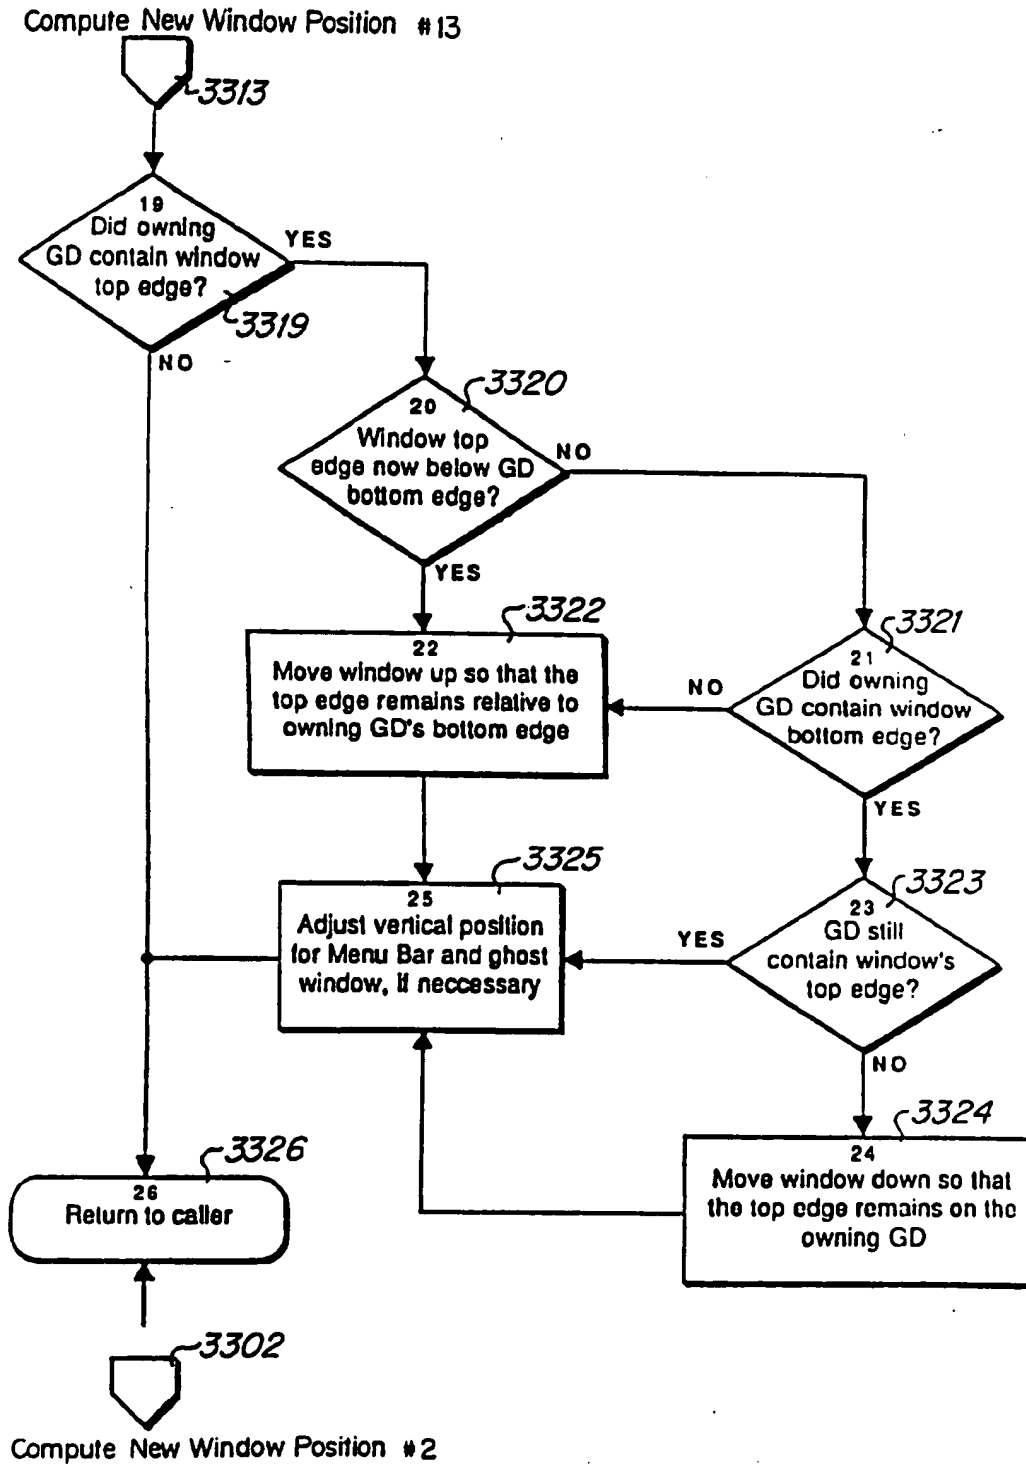 Compute New Window Position #13
3313
19
Did owning
GD contain window
top edge?
YES
3319
NO
3320
20
Window top
edge now below GD
bottom edge?
NO
YES
3322
22
Move window up so that the
top edge remains relative to
owning GD's bottom edge
3321
21
Did owning
GD contain window
bottom edge?
NO
YES
3325
25
Adjust vertical position
for Menu Bar and ghost
window, if neccessary
3323
23
GD still
contain window's
top edge?
YES
NO
3324
24
Move window down so that
the top edge remains on the
owning GD
3326
26
Return to caller
3302
Compute New Window Position #2